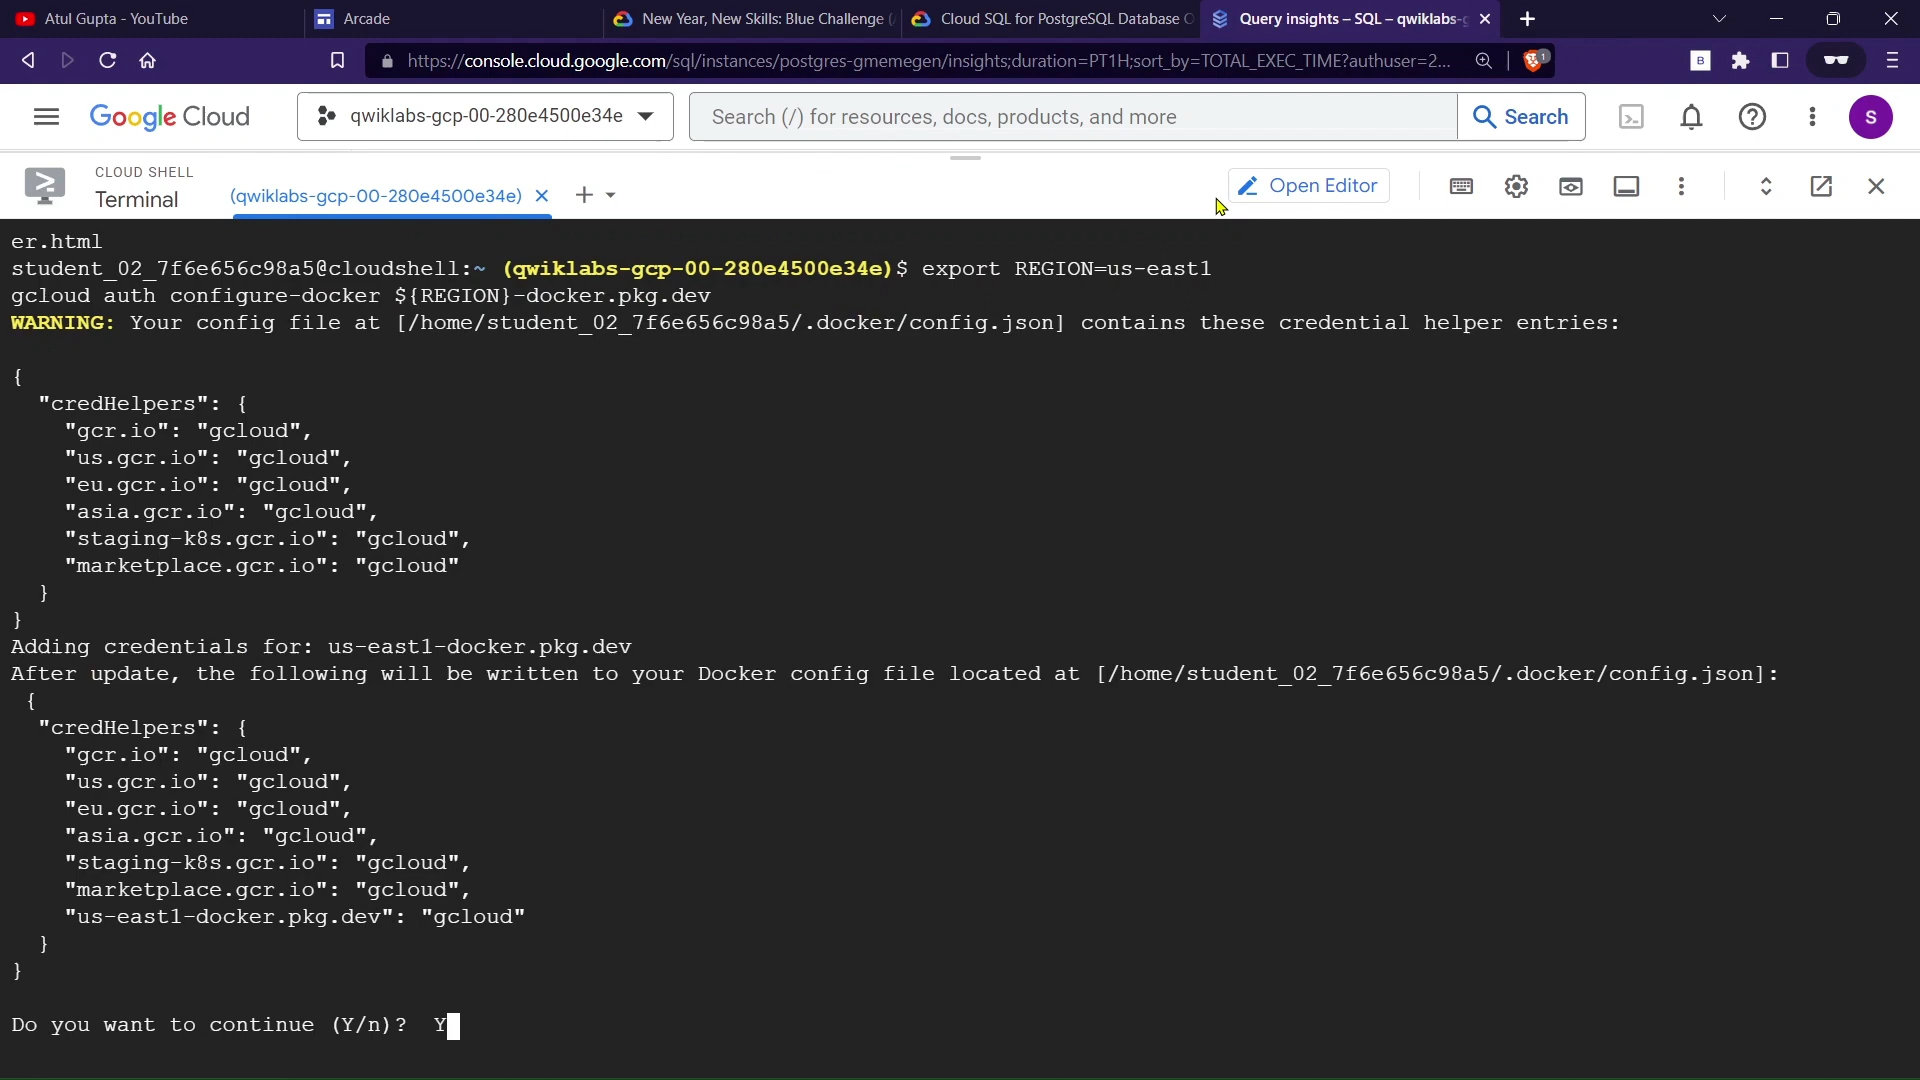 Atul Gupta - YouTube
Arcade
New Year, New Skills: Blue Challenge (
Cloud SQL for PostgreSQL Database
Query insights – SQL – qwiklabs-
https://console.cloud.google.com/sql/instances/postgres-gmemegen/insights;duration=PT1H;sort_by=TOTAL_EXEC_TIME?authuser=2...
1
B
Google Cloud
qwiklabs-gcp-00-280e4500e34e
Search (/) for resources, docs, products, and more
Search
S
CLOUD SHELL
Terminal
(qwiklabs-gcp-00-280e4500e34e)
Open Editor
er.html
student_02_7f6e656c98a5@cloudshell:~ (qwiklabs-gcp-00-280e4500e34e)$ export REGION=us-east1
gcloud auth configure-docker ${REGION}-docker.pkg.dev
WARNING: Your config file at [/home/student_02_7f6e656c98a5/.docker/config.json] contains these credential helper entries:
{
"credHelpers": {
"gcr.io": "gcloud",
"us.gcr.io": "gcloud",
"eu.gcr.io": "gcloud",
"asia.gcr.io": "gcloud",
"staging-k8s.gcr.io": "gcloud",
"marketplace.gcr.io": "gcloud"
}
}
Adding credentials for: us-east1-docker.pkg.dev
After update, the following will be written to your Docker config file located at [/home/student_02_7f6e656c98a5/.docker/config.json]:
{
"credHelpers": {
"gcr.io": "gcloud",
"us.gcr.io": "gcloud",
"eu.gcr.io": "gcloud",
"asia.gcr.io": "gcloud",
"staging-k8s.gcr.io": "gcloud",
"marketplace.gcr.io": "gcloud",
"us-east1-docker.pkg.dev": "gcloud"
}
}
Do you want to continue (Y/n)? Y